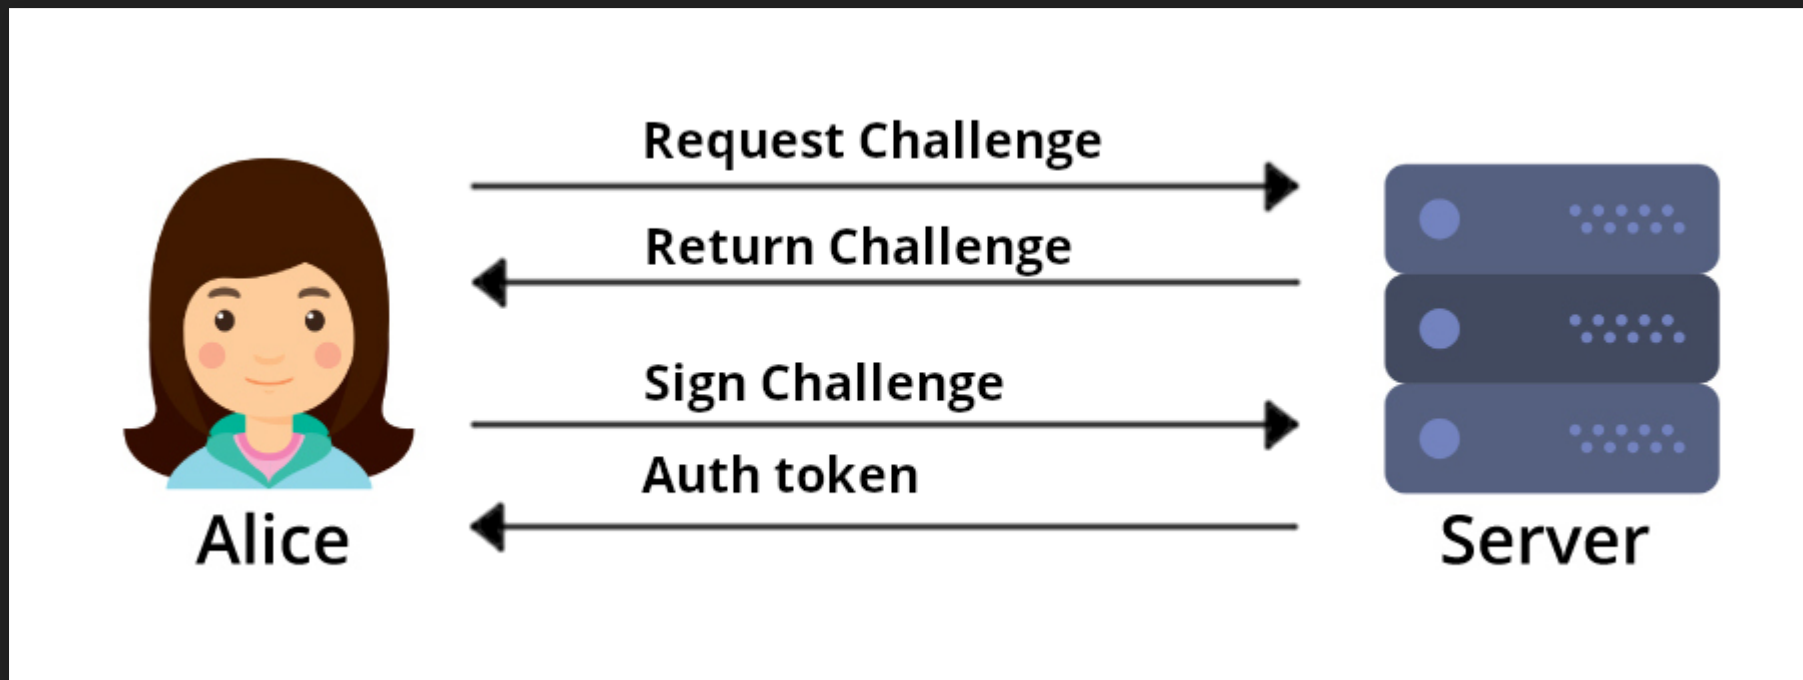 Request Challenge
Return Challenge
Sign Challenge
Auth token
Alice
Server